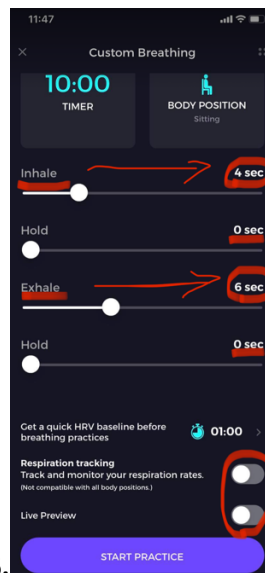 11:47
Custom Breathing
10:00
TIMER
BODY POSITION
Sitting
Inhale 4 sec
Hold 0 sec
Exhale 6 sec
Hold 0 sec
Get a quick HRV baseline before
breathing practices 01:00
Respiration tracking
Track and monitor your respiration rates.
(Not compatible with all body positions.)
Live Preview
START PRACTICE